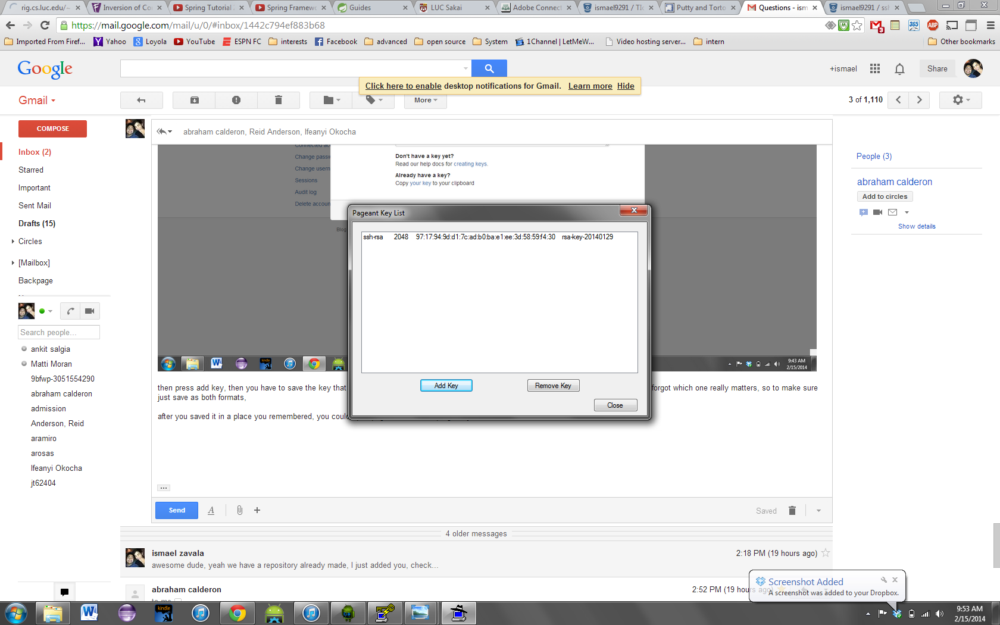 rig.cs.luc.edu/~
Inversion of Co
Spring Tutorial
Spring Framew
Guides
LUC Sakai
Adobe Connect
ismael9291 /
Putty and Torto
Questions - ism
ismael9291 / ss
https://mail.google.com/mail/u/0/#inbox/1442c794ef883b68
3
365
ABP
Imported From Firef...
Yahoo
Loyola
YouTube
ESPN FC
interests
Facebook
advanced
open source
System
1Channel | LetMeW...
Video hosting server...
intern
Other bookmarks
Google
+ismael
Share
Click here to enable desktop notifications for Gmail. Learn more Hide
Gmail
More
3 of 1,110
COMPOSE
Inbox (2)
Starred
Important
Sent Mail
Drafts (15)
Circles
[Mailbox]
Backpage
Search people...
ankit salgia
Matti Moran
9bfwp-3051554290
abraham calderon
admission
Anderson, Reid
aramiro
arosas
Ifeanyi Okocha
jt62404
abraham calderon, Reid Anderson, Ifeanyi Okocha
Connected ac
Change passw
Change usern
Sessions
Audit log
Delete accoun
Blog
Don't have a key yet?
Read our help docs for creating keys.
Already have a key?
Copy your key to your clipboard
Pageant Key List
ssh-rsa 2048 97:17:94:9d:d1:7c:ad:b0:ba:e1:ee:3d:58:59:f4:30 rsa-key-20140129
Add Key
Remove Key
Close
kindle
9:43 AM
2/15/2014
then press add key, then you have to save the key that forgot which one really matters, so to make sure
just save as both formats,
after you saved it in a place you remembered, you could
Send
A
Saved
4 older messages
ismael zavala
2:18 PM (19 hours ago)
awesome dude, yeah we have a repository already made, I just added you, check...
abraham calderon
2:52 PM (19 hours ago)
to me
People (3)
abraham calderon
Add to circles
Show details
Screenshot Added
A screenshot was added to your Dropbox.
kindle
9:53 AM
2/15/2014